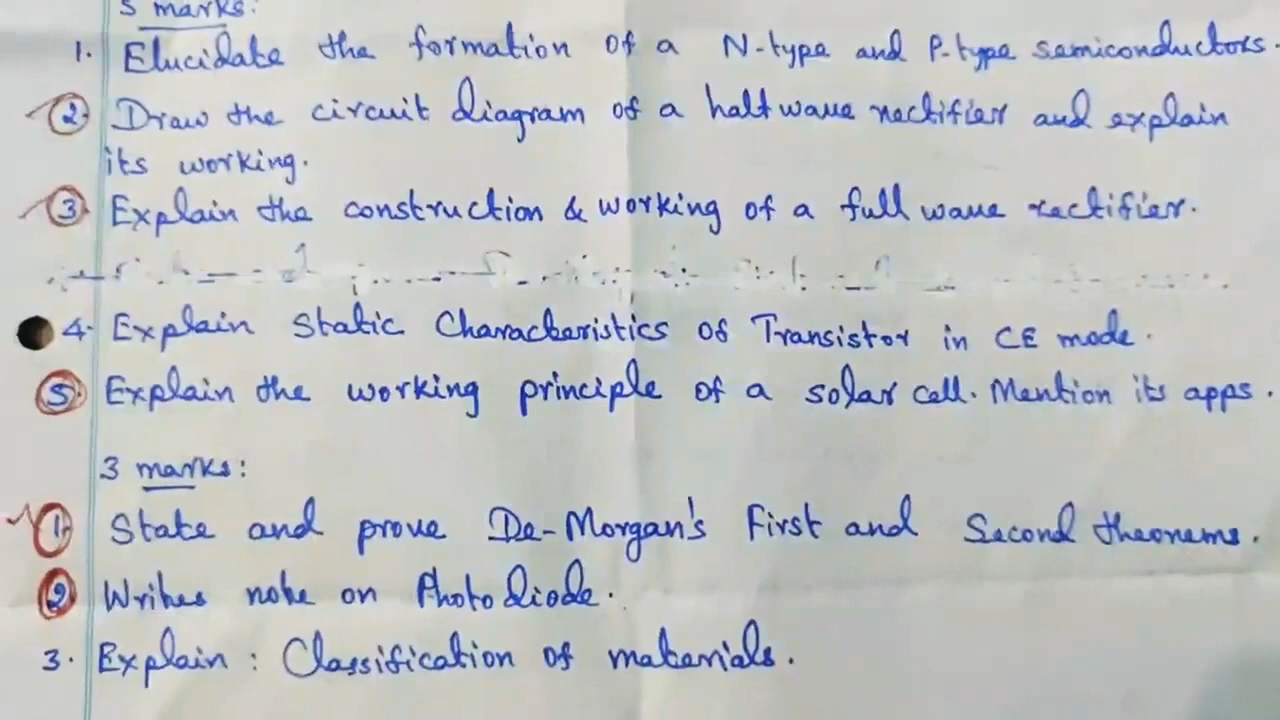 5 marks:
1. Elucidate the formation of a N-type and P-type semiconductors.
2. Draw the circuit diagram of a half wave rectifier and explain
its working.
3. Explain the construction & working of a full wave rectifier.
4. Explain Static Characteristics of Transistor in CE mode.
5. Explain the working principle of a solar cell. Mention its apps.
3 marks:
1. State and prove De-Morgan's First and Second theorems.
2. Writes note on Photodiode.
3. Explain : Classification of materials.